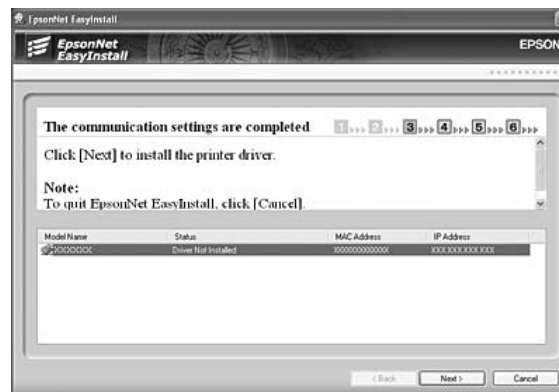 EpsonNet EasyInstall
EpsonNet
EasyInstall
EPSON
The communication settings are completed
1 2 3 4 5 6
Click [Next] to install the printer driver.
Note:
To quit EpsonNet EasyInstall, click [Cancel].
Model Name Status MAC Address IP Address
XXXXXXX Driver Not Installed XXXXXXXXXXXX XXX.XXX.XXX.XXX
< Back Next > Cancel